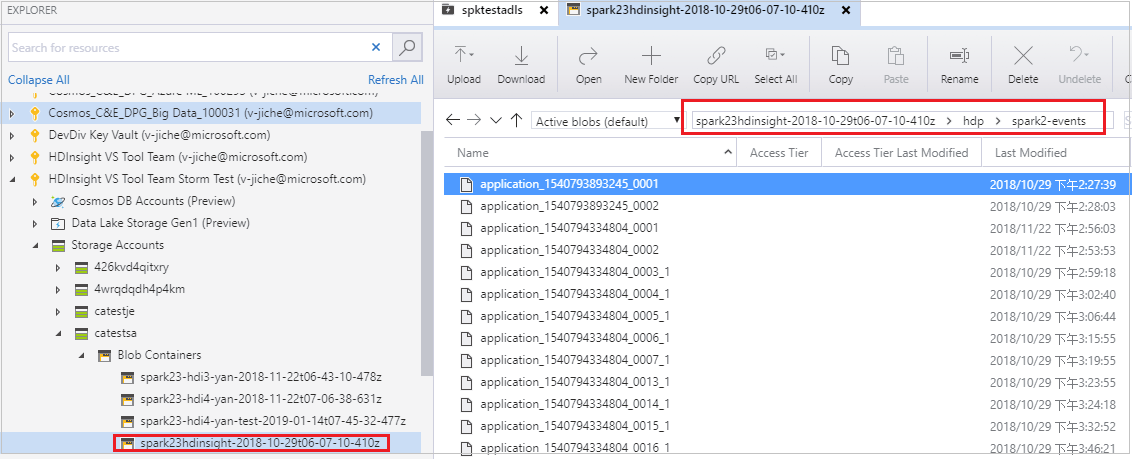 EXPLORER
Search for resources
Collapse All Refresh All
Cosmos_C&E_DPG_Big Data_100031 (v-jiche@microsoft.com)
DevDiv Key Vault (v-jiche@microsoft.com)
HDInsight VS Tool Team (v-jiche@microsoft.com)
HDInsight VS Tool Team Storm Test (v-jiche@microsoft.com)
Cosmos DB Accounts (Preview)
Data Lake Storage Gen1 (Preview)
Storage Accounts
426kvd4qitxry
4wrqdqdh4p4km
catestje
catestsa
Blob Containers
spark23-hdi3-yan-2018-11-22t06-43-10-478z
spark23-hdi4-yan-2018-11-22t07-06-38-631z
spark23-hdi4-yan-test-2019-01-14t07-45-32-477z
spark23hdinsight-2018-10-29t06-07-10-410z
spktestadls spark23hdinsight-2018-10-29t06-07-10-410z
Upload Download Open New Folder Copy URL Select All Copy Paste Rename Delete Undelete
Active blobs (default) spark23hdinsight-2018-10-29t06-07-10-410z hdp spark2-events
Name Access Tier Access Tier Last Modified Last Modified
application_1540793893245_0001 2018/10/29 下午2:27:39
application_1540793893245_0002 2018/10/29 下午2:28:03
application_1540794334804_0001 2018/11/22 下午2:56:03
application_1540794334804_0002 2018/11/22 下午2:53:53
application_1540794334804_0003_1 2018/10/29 下午2:59:18
application_1540794334804_0004_1 2018/10/29 下午3:02:40
application_1540794334804_0005_1 2018/10/29 下午3:06:44
application_1540794334804_0006_1 2018/10/29 下午3:15:55
application_1540794334804_0007_1 2018/10/29 下午3:19:55
application_1540794334804_0013_1 2018/10/29 下午3:23:55
application_1540794334804_0014_1 2018/10/29 下午3:24:18
application_1540794334804_0015_1 2018/10/29 下午3:32:52
application_1540794334804_0016_1 2018/10/29 下午3:46:21